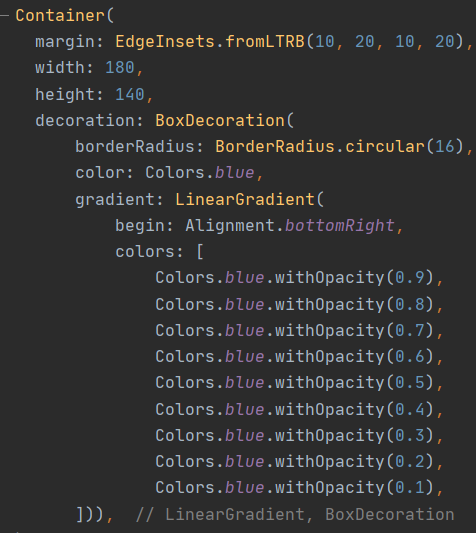 Container(
margin: EdgeInsets.fromLTRB(10, 20, 10, 20),
width: 180,
height: 140,
decoration: BoxDecoration(
borderRadius: BorderRadius.circular(16),
color: Colors.blue,
gradient: LinearGradient(
begin: Alignment.bottomRight,
colors: [
Colors.blue.withOpacity(0.9),
Colors.blue.withOpacity(0.8),
Colors.blue.withOpacity(0.7),
Colors.blue.withOpacity(0.6),
Colors.blue.withOpacity(0.5),
Colors.blue.withOpacity(0.4),
Colors.blue.withOpacity(0.3),
Colors.blue.withOpacity(0.2),
Colors.blue.withOpacity(0.1),
])), // LinearGradient, BoxDecoration